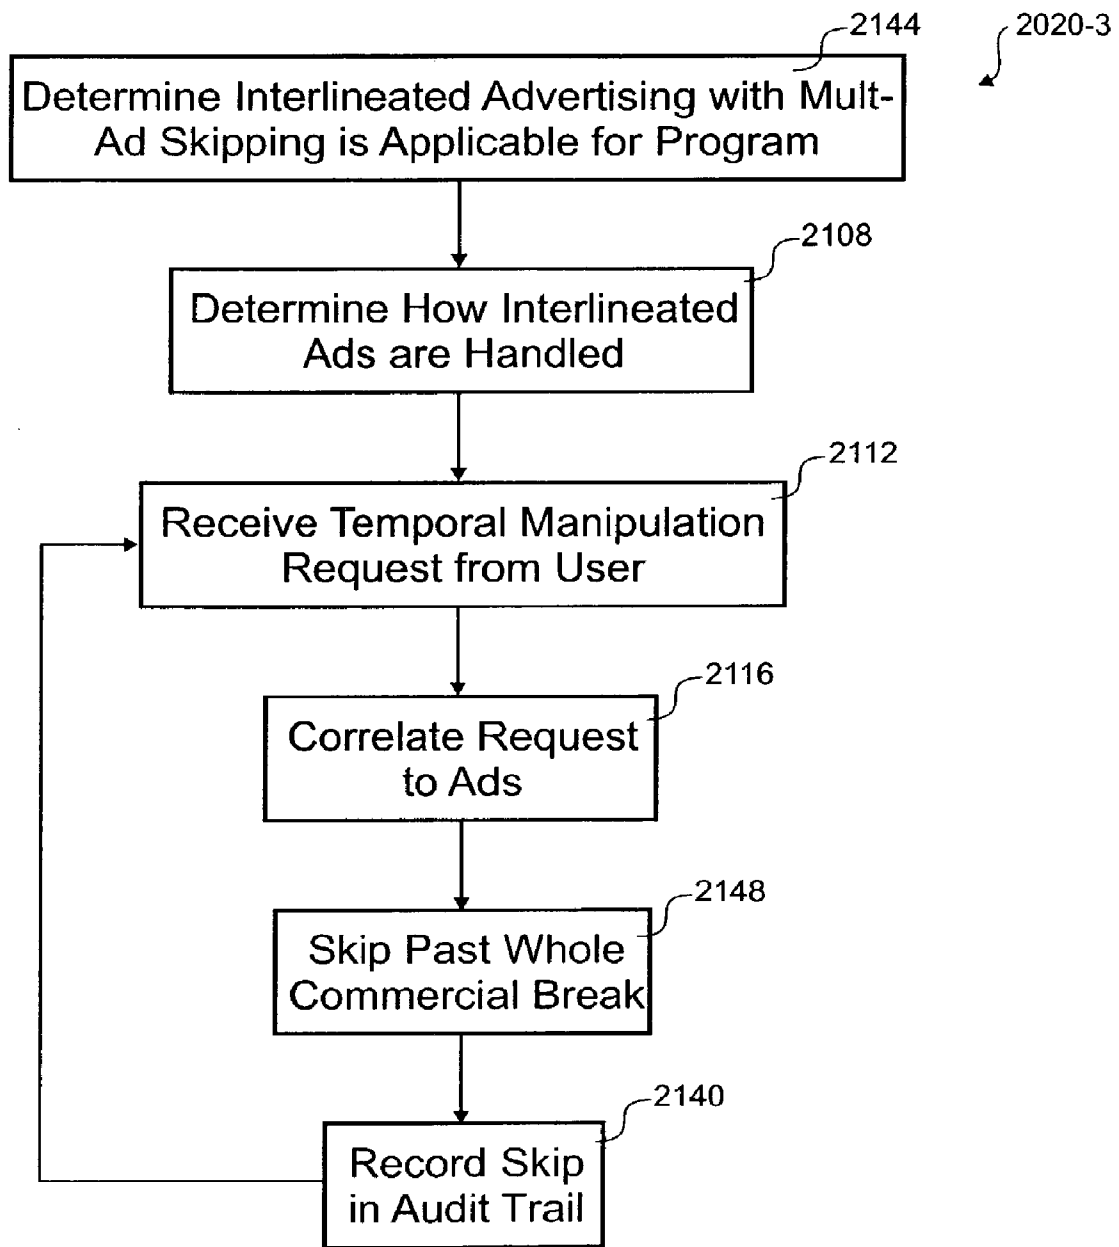 2144
2020-3
Determine Interlineated Advertising with Mult-
Ad Skipping is Applicable for Program
2108
Determine How Interlineated
Ads are Handled
2112
Receive Temporal Manipulation
Request from User
2116
Correlate Request
to Ads
2148
Skip Past Whole
Commercial Break
2140
Record Skip
in Audit Trail